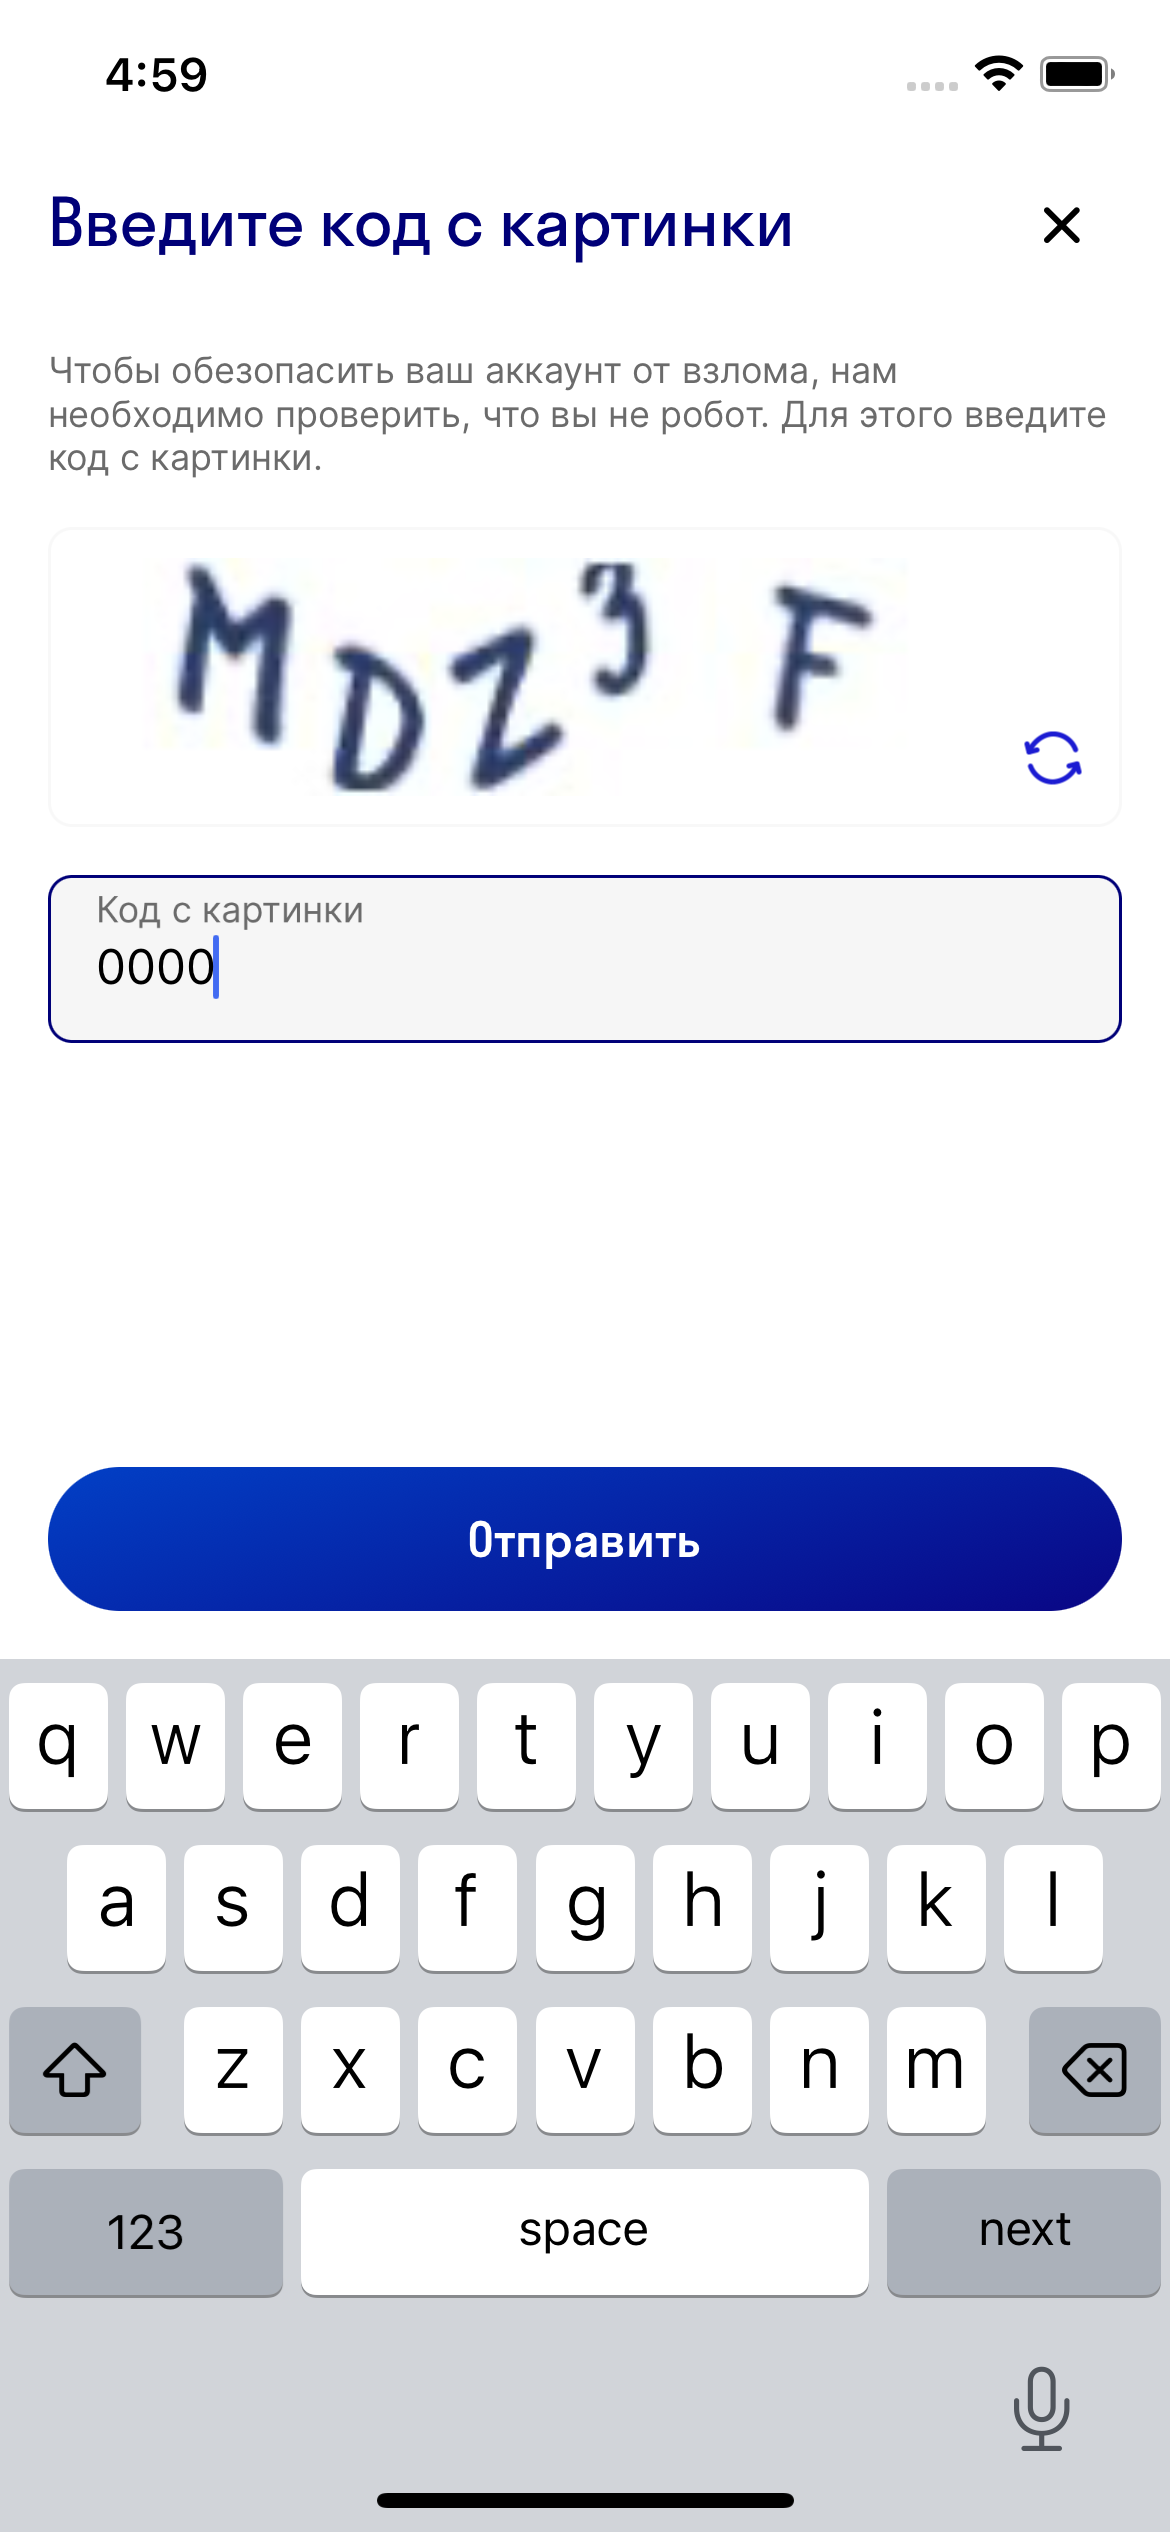 4:59
Введите код с картинки
Чтобы обезопасить ваш аккаунт от взлома, нам
необходимо проверить, что вы не робот. Для этого введите
код с картинки.
MDZ3 F
Код с картинки
0000
Отправить
q w e r t y u i o p
a s d f g h j k l
z x c v b n m
123 space next